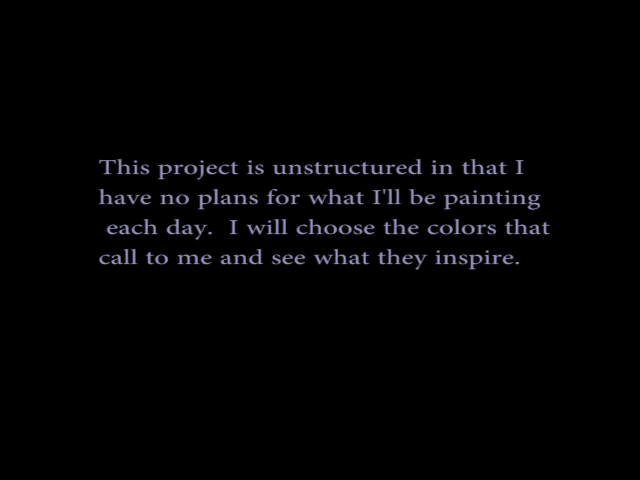 This project is unstructured in that I
have no plans for what I'll be painting
each day.  I will choose the colors that
call to me and see what they inspire.